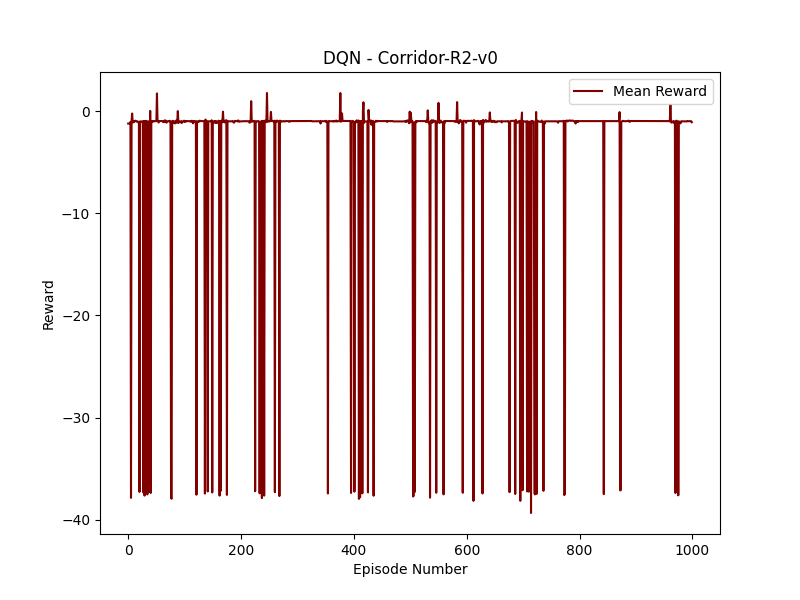 DQN - Corridor-R2-v0
Mean Reward
0
−10
−20
−30
−40
Reward
0
200
400
600
800
1000
Episode Number